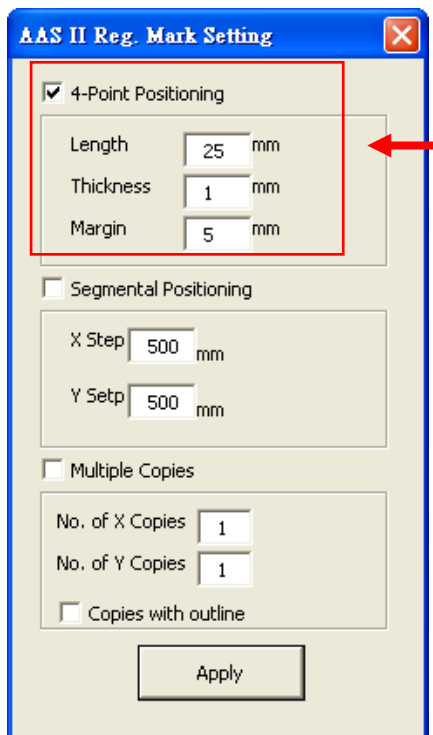 AAS II Reg. Mark Setting
4-Point Positioning
Length 25 mm
Thickness 1 mm
Margin 5 mm
Segmental Positioning
X Step 500 mm
Y Setp 500 mm
Multiple Copies
No. of X Copies 1
No. of Y Copies 1
Copies with outline
Apply